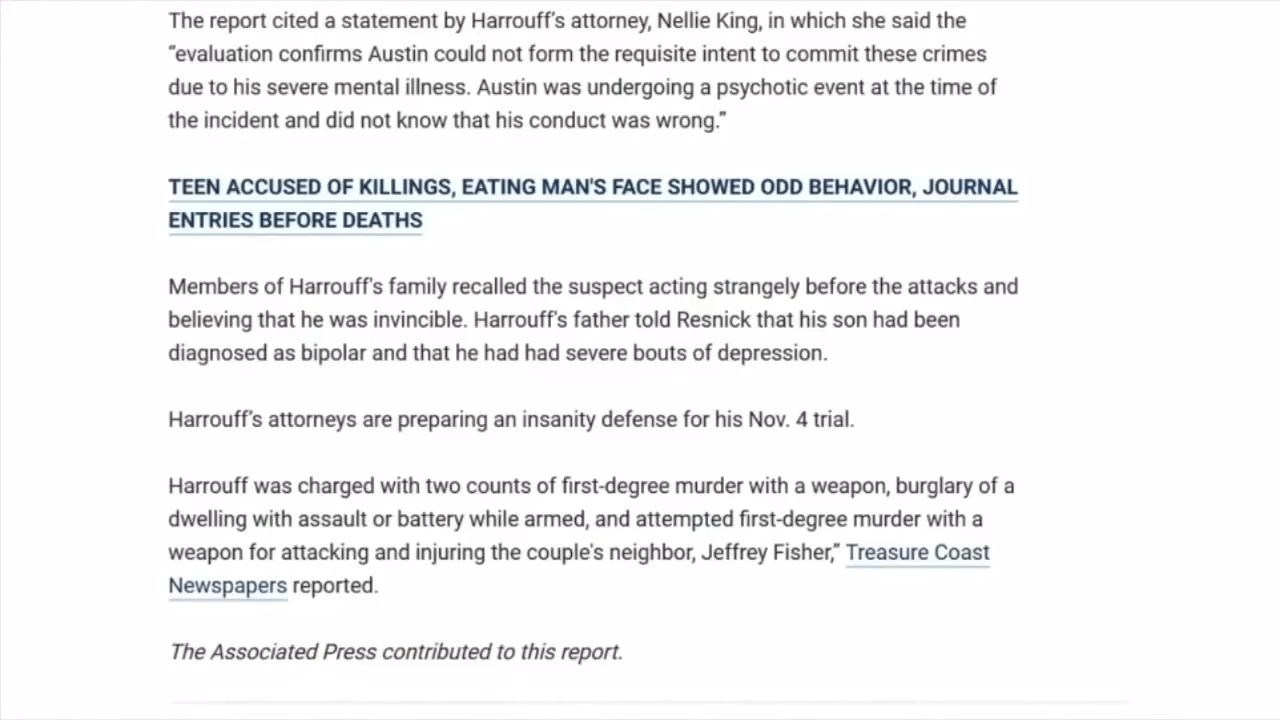 The report cited a statement by Harrouff’s attorney, Nellie King, in which she said the
“evaluation confirms Austin could not form the requisite intent to commit these crimes
due to his severe mental illness. Austin was undergoing a psychotic event at the time of
the incident and did not know that his conduct was wrong.”
TEEN ACCUSED OF KILLINGS, EATING MAN'S FACE SHOWED ODD BEHAVIOR, JOURNAL
ENTRIES BEFORE DEATHS
Members of Harrouff's family recalled the suspect acting strangely before the attacks and
believing that he was invincible. Harrouff's father told Resnick that his son had been
diagnosed as bipolar and that he had had severe bouts of depression.
Harrouff’s attorneys are preparing an insanity defense for his Nov. 4 trial.
Harrouff was charged with two counts of first-degree murder with a weapon, burglary of a
dwelling with assault or battery while armed, and attempted first-degree murder with a
weapon for attacking and injuring the couple's neighbor, Jeffrey Fisher,” Treasure Coast
Newspapers reported.
The Associated Press contributed to this report.